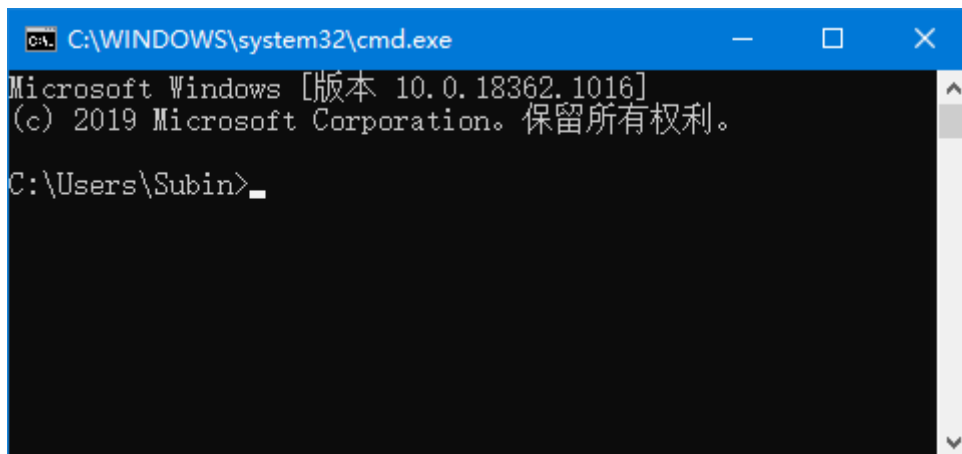 C:\WINDOWS\system32\cmd.exe
Microsoft Windows [版本 10.0.18362.1016]
(c) 2019 Microsoft Corporation。保留所有权利。
C:\Users\Subin>